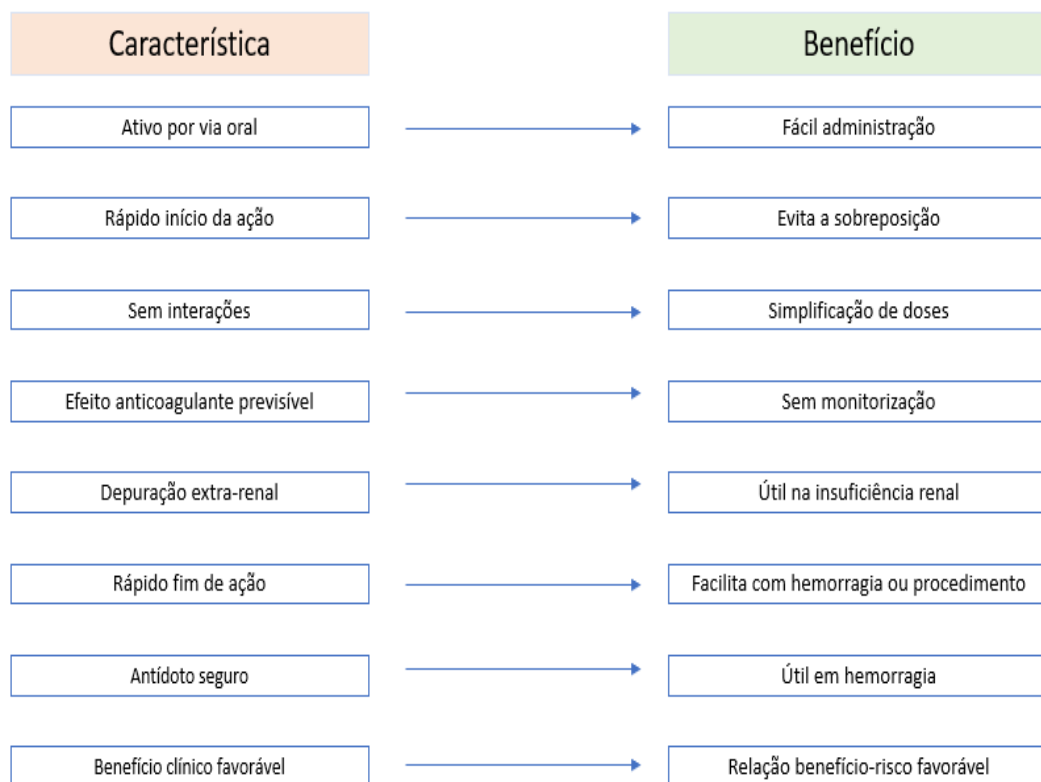 Característica
Benefício
Ativo por via oral
Fácil administração
Rápido início da ação
Evita a sobreposição
Sem interações
Simplificação de doses
Efeito anticoagulante previsível
Sem monitorização
Depuração extra-renal
Útil na insuficiência renal
Rápido fim de ação
Facilita com hemorragia ou procedimento
Antídoto seguro
Útil em hemorragia
Benefício clínico favorável
Relação benefício-risco favorável